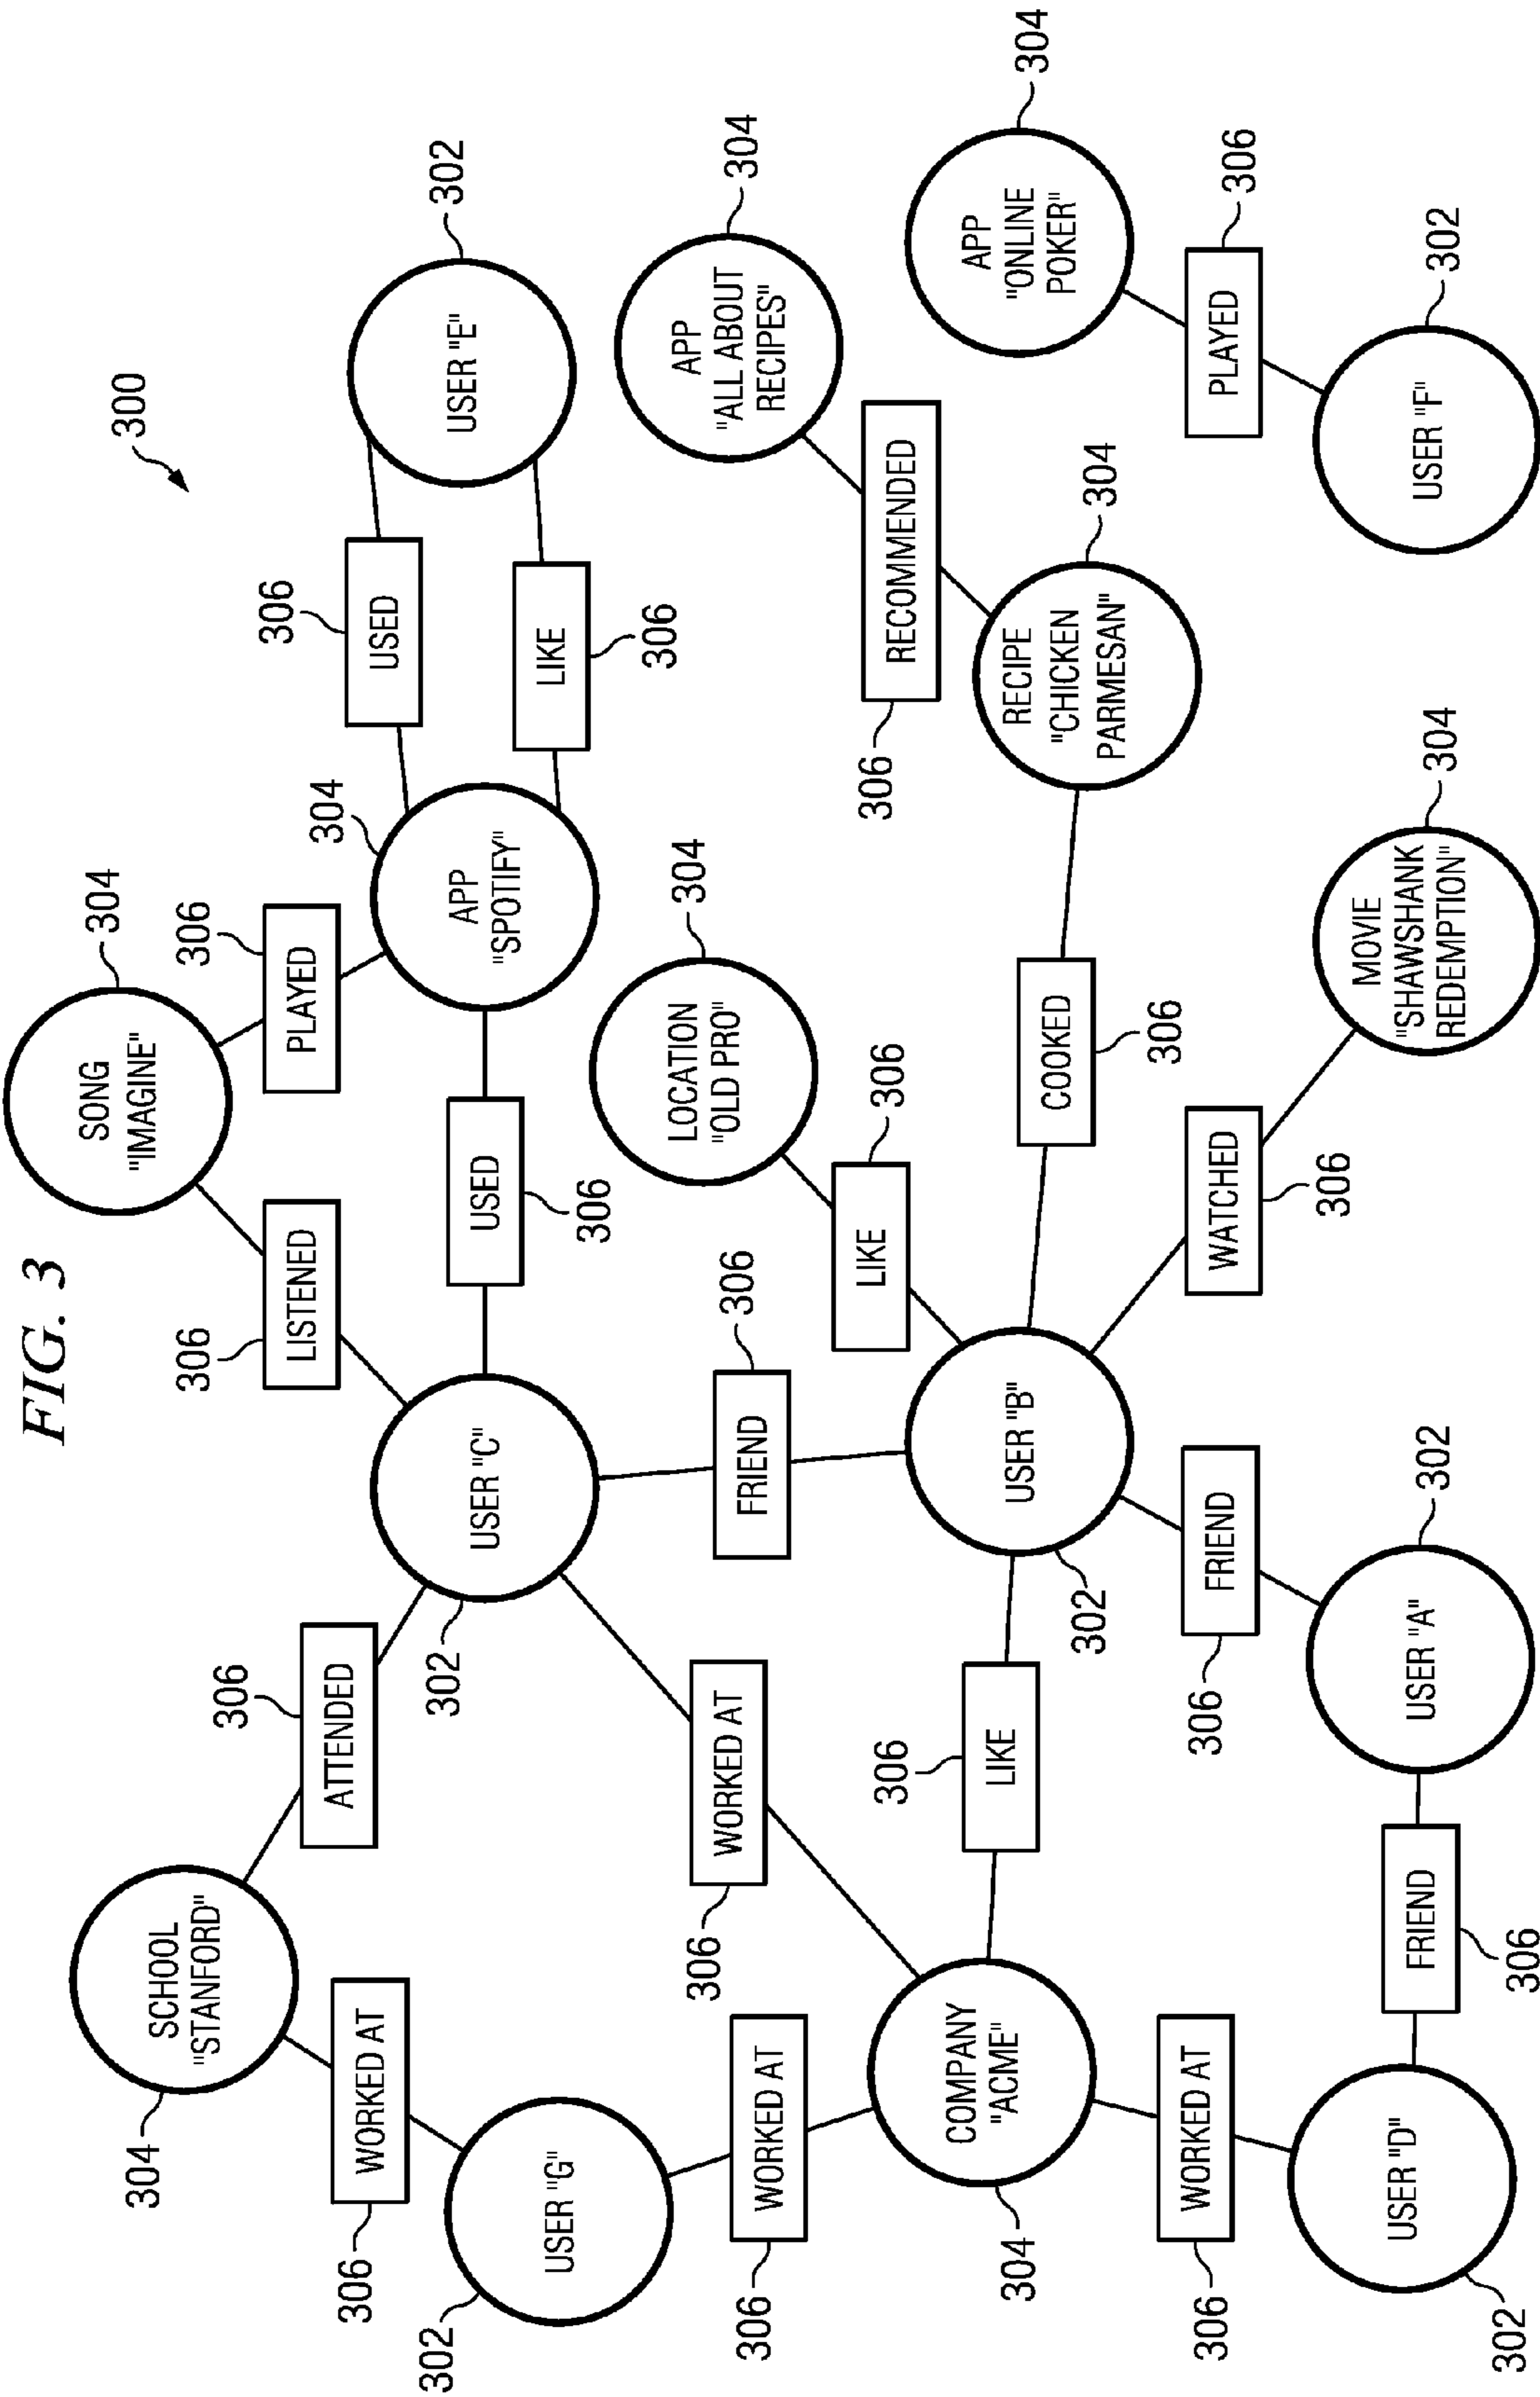 FIG. 3
300
SONG
"IMAGINE"
304
SCHOOL
"STANFORD"
304
306
ATTENDED
306
LISTENED
306
PLAYED
306
USED
306
WORKED AT
306
USER "G"
302
USER "C"
302
USED
306
APP
"SPOTIFY"
304
LIKE
306
USER "E"
302
WORKED AT
306
WORKED AT
306
FRIEND
306
LOCATION
"OLD PRO"
304
APP
"ALL ABOUT
RECIPES"
304
LIKE
306
RECOMMENDED
306
COMPANY
"ACME"
304
LIKE
306
USER "B"
302
COOKED
306
RECIPE
"CHICKEN
PARMESAN"
304
APP
"ONLINE
POKER"
304
WORKED AT
306
FRIEND
306
WATCHED
306
PLAYED
306
USER "D"
302
FRIEND
306
USER "A"
302
MOVIE
"SHAWSHANK
REDEMPTION"
304
USER "F"
302